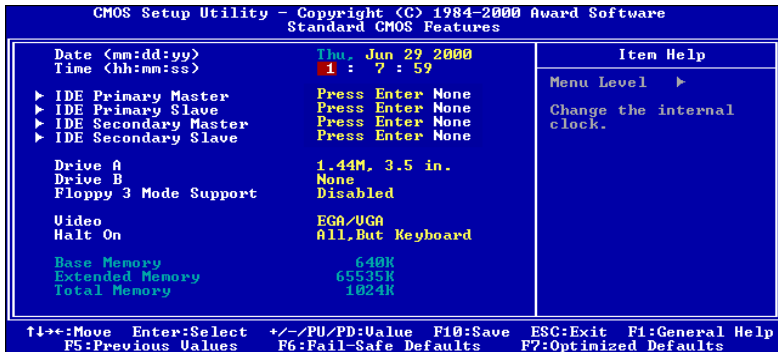 CMOS Setup Utility - Copyright (C) 1984-2000 Award Software
Standard CMOS Features
Date (mm:dd:yy) Thu, Jun 29 2000
Time (hh:mm:ss) 1 : 7 : 59
► IDE Primary Master Press Enter None
► IDE Primary Slave Press Enter None
► IDE Secondary Master Press Enter None
► IDE Secondary Slave Press Enter None
Drive A 1.44M, 3.5 in.
Drive B None
Floppy 3 Mode Support Disabled
Video EGA/VGA
Halt On All,But Keyboard
Base Memory 640K
Extended Memory 65535K
Total Memory 1024K
Item Help
Menu Level ►
Change the internal
clock.
↑↓→←:Move Enter:Select +/-/PU/PD:Value F10:Save ESC:Exit F1:General Help
F5:Previous Values F6:Fail-Safe Defaults F7:Optimized Defaults